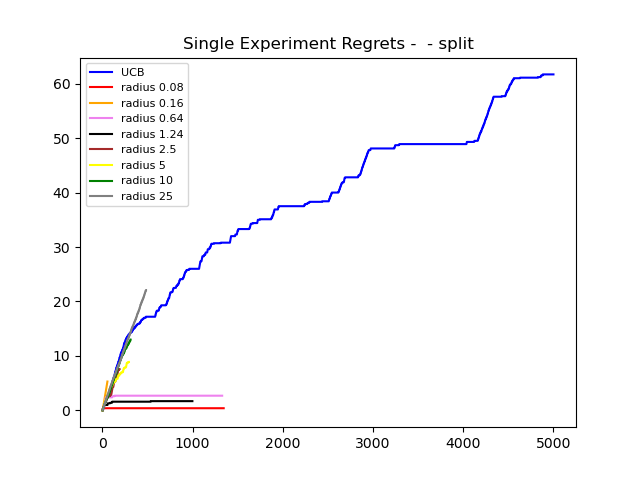 Single Experiment Regrets -  - split
UCB
radius 0.08
radius 0.16
radius 0.64
radius 1.24
radius 2.5
radius 5
radius 10
radius 25
60
50
40
30
20
10
0
0 1000 2000 3000 4000 5000